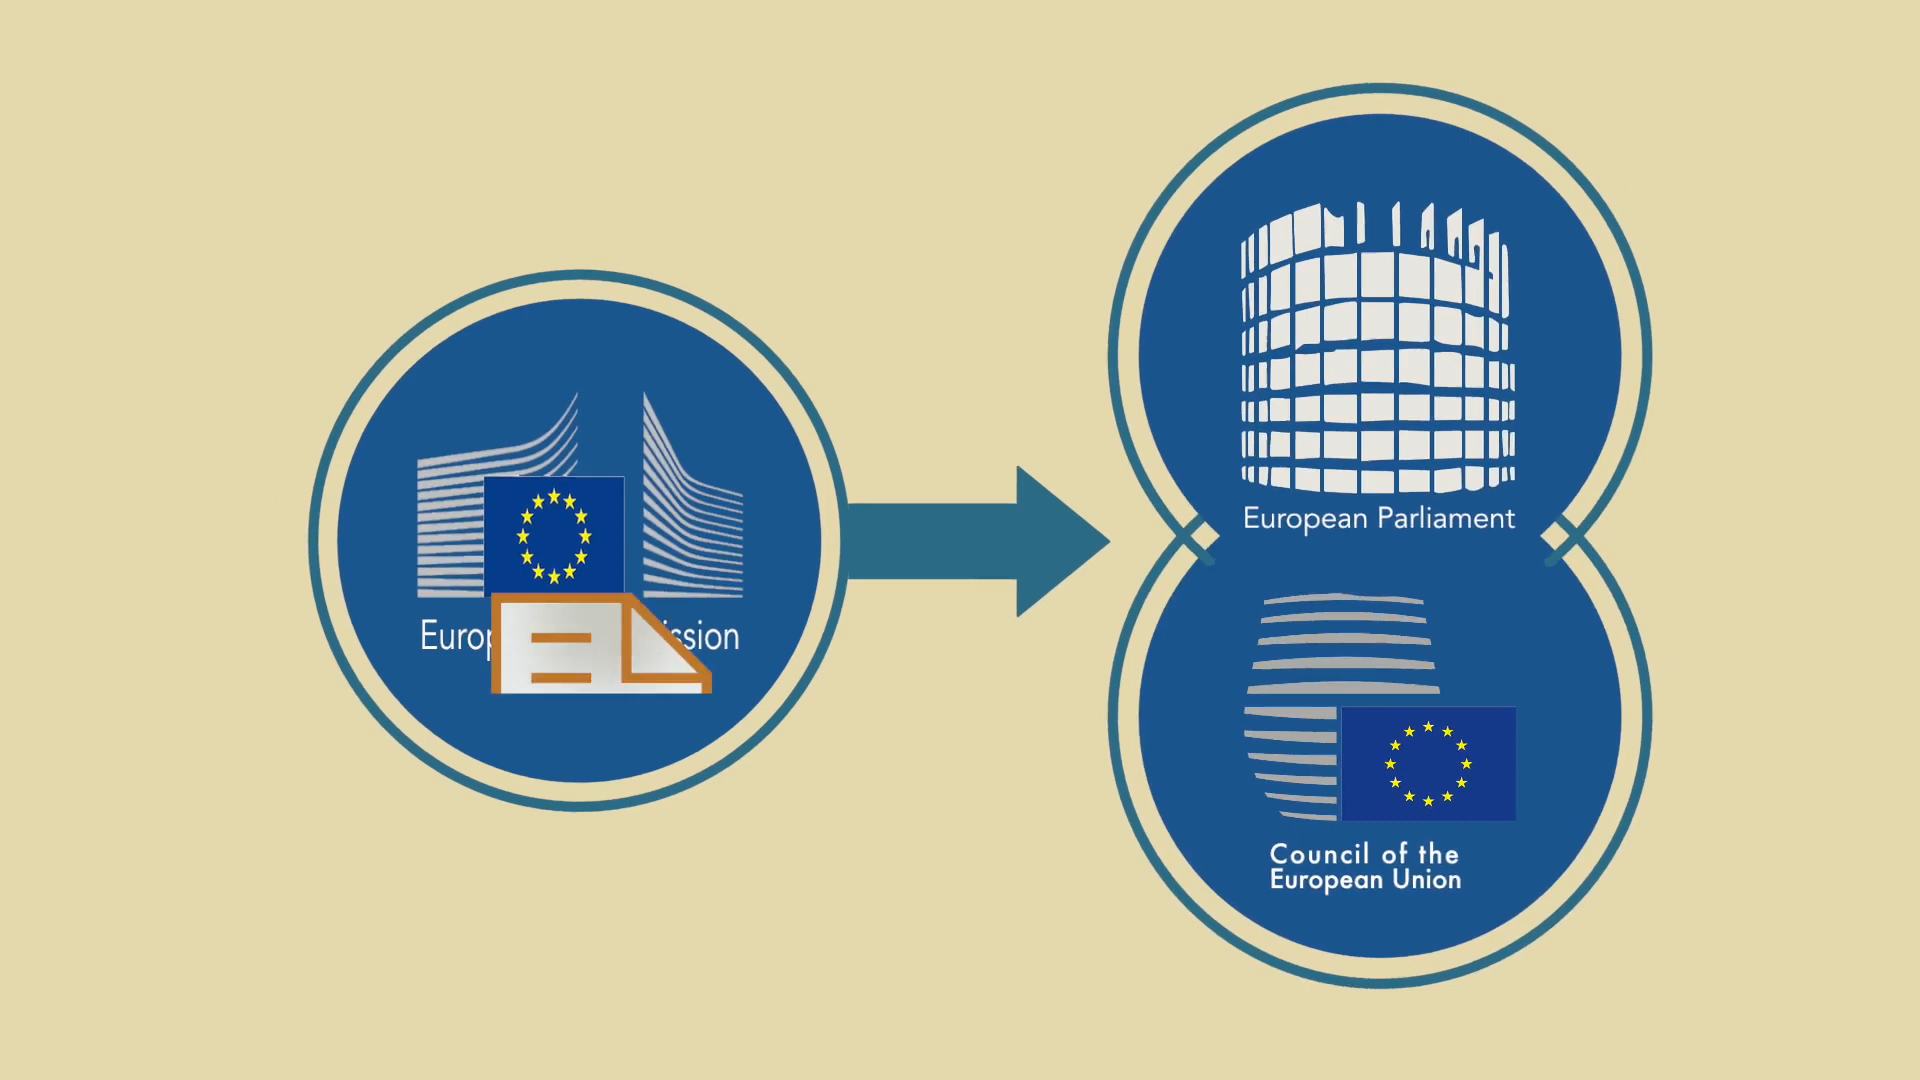 Europ ssion
European Parliament
Council of the
European Union